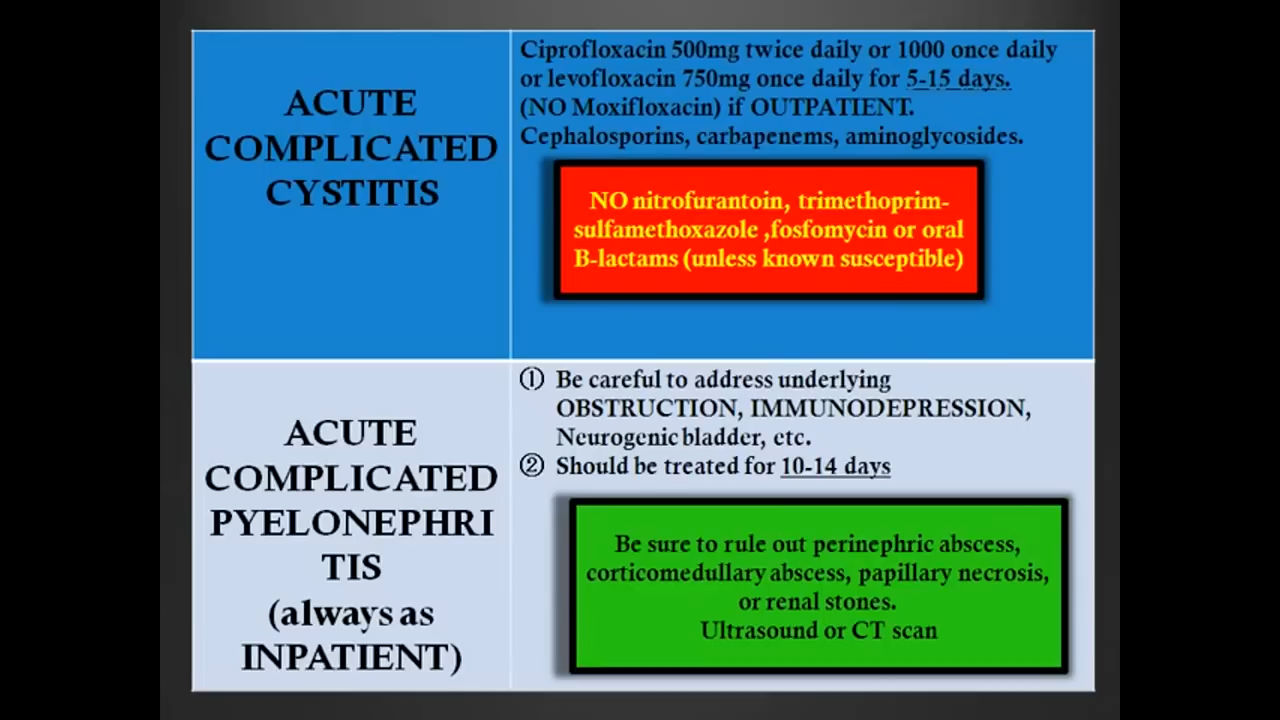 ACUTE
COMPLICATED
CYSTITIS
Ciprofloxacin 500mg twice daily or 1000 once daily
or levofloxacin 750mg once daily for 5-15 days.
(NO Moxifloxacin) if OUTPATIENT.
Cephalosporins, carbapenems, aminoglycosides.
NO nitrofurantoin, trimethoprim-
sulfamethoxazole ,fosfomycin or oral
B-lactams (unless known susceptible)
ACUTE
COMPLICATED
PYELONEPHRI
TIS
(always as
INPATIENT)
① Be careful to address underlying
OBSTRUCTION, IMMUNODEPRESSION,
Neurogenic bladder, etc.
② Should be treated for 10-14 days
Be sure to rule out perinephric abscess,
corticomedullary abscess, papillary necrosis,
or renal stones.
Ultrasound or CT scan